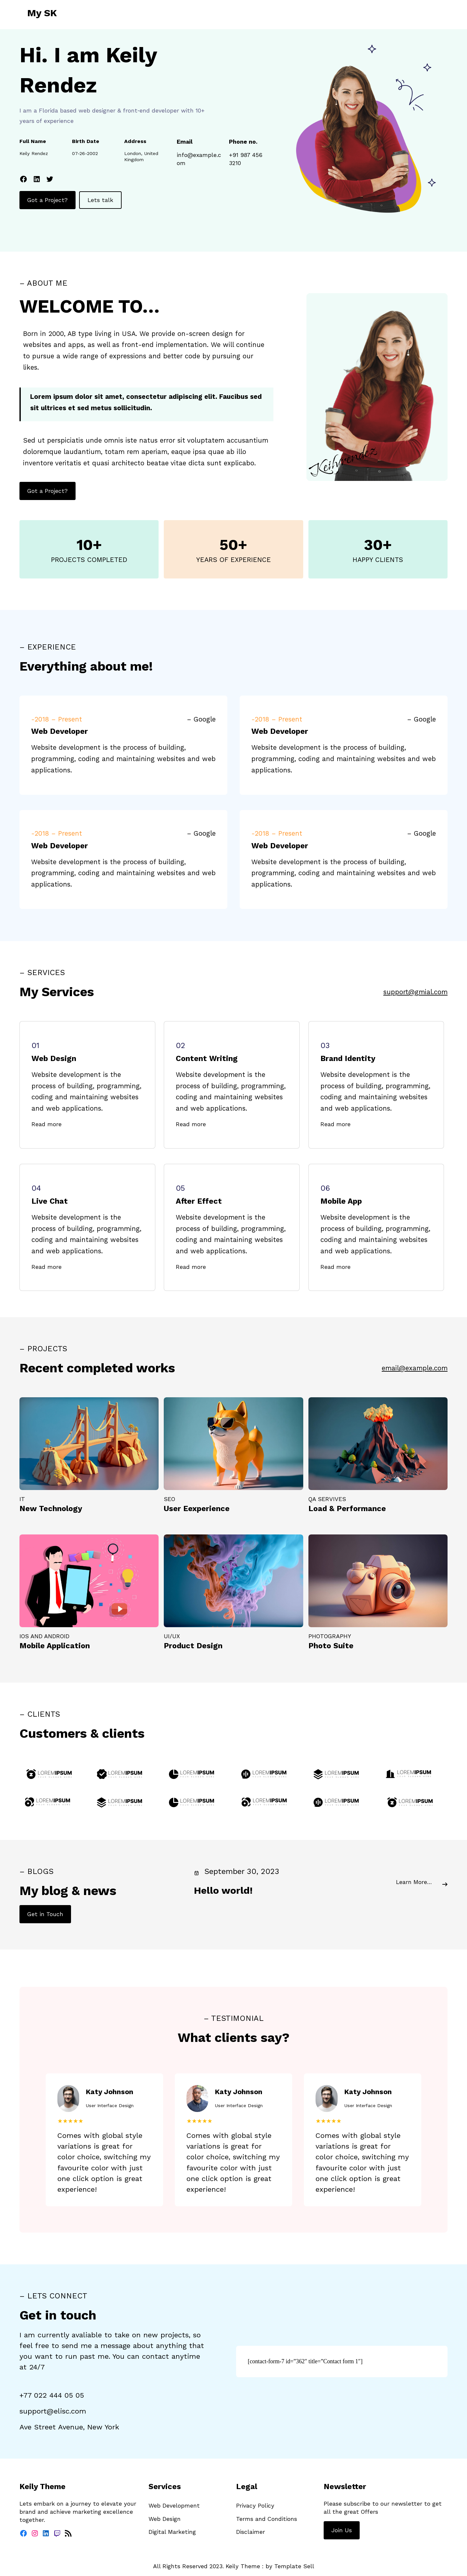 My SK
Hi. I am Keily
Rendez
I am a Florida based web designer & front-end developer with 10+
years of experience
Full Name
Keily Rendez
Birth Date
07-26-2002
Address
London, United
Kingdom
Email
info@example.c
om
Phone no.
+91 987 456
3210
Got a Project?
Lets talk
– ABOUT ME
WELCOME TO…
Born in 2000, AB type living in USA. We provide on-screen design for
websites and apps, as well as front-end implementation. We will continue
to pursue a wide range of expressions and better code by pursuing our
likes.
Lorem ipsum dolor sit amet, consectetur adipiscing elit. Faucibus sed
sit ultrices et sed metus sollicitudin.
Sed ut perspiciatis unde omnis iste natus error sit voluptatem accusantium
doloremque laudantium, totam rem aperiam, eaque ipsa quae ab illo
inventore veritatis et quasi architecto beatae vitae dicta sunt explicabo.
Got a Project?
Keilyrendez
10+
PROJECTS COMPLETED
50+
YEARS OF EXPERIENCE
30+
HAPPY CLIENTS
– EXPERIENCE
Everything about me!
-2018 – Present
– Google
Web Developer
Website development is the process of building,
programming, coding and maintaining websites and web
applications.
-2018 – Present
– Google
Web Developer
Website development is the process of building,
programming, coding and maintaining websites and web
applications.
-2018 – Present
– Google
Web Developer
Website development is the process of building,
programming, coding and maintaining websites and web
applications.
-2018 – Present
– Google
Web Developer
Website development is the process of building,
programming, coding and maintaining websites and web
applications.
– SERVICES
My Services
support@gmial.com
01
Web Design
Website development is the
process of building, programming,
coding and maintaining websites
and web applications.
Read more
02
Content Writing
Website development is the
process of building, programming,
coding and maintaining websites
and web applications.
Read more
03
Brand Identity
Website development is the
process of building, programming,
coding and maintaining websites
and web applications.
Read more
04
Live Chat
Website development is the
process of building, programming,
coding and maintaining websites
and web applications.
Read more
05
After Effect
Website development is the
process of building, programming,
coding and maintaining websites
and web applications.
Read more
06
Mobile App
Website development is the
process of building, programming,
coding and maintaining websites
and web applications.
Read more
– PROJECTS
Recent completed works
email@example.com
IT
New Technology
SEO
User Eexperience
QA SERVIVES
Load & Performance
IOS AND ANDROID
Mobile Application
UI/UX
Product Design
PHOTOGRAPHY
Photo Suite
– CLIENTS
Customers & clients
LOREMIPSUM
LOREMIPSUM
LOREMIPSUM
LOREMIPSUM
LOREMIPSUM
LOREMIPSUM
LOREMIPSUM
LOREMIPSUM
LOREMIPSUM
LOREMIPSUM
LOREMIPSUM
LOREMIPSUM
– BLOGS
My blog & news
Get in Touch
September 30, 2023
Hello world!
Learn More…
– TESTIMONIAL
What clients say?
Katy Johnson
User Interface Design
Comes with global style
variations is great for
color choice, switching my
favourite color with just
one click option is great
experience!
Katy Johnson
User Interface Design
Comes with global style
variations is great for
color choice, switching my
favourite color with just
one click option is great
experience!
Katy Johnson
User Interface Design
Comes with global style
variations is great for
color choice, switching my
favourite color with just
one click option is great
experience!
– LETS CONNECT
Get in touch
I am currently avaliable to take on new projects, so
feel free to send me a message about anything that
you want to run past me. You can contact anytime
at 24/7
+77 022 444 05 05
support@elisc.com
Ave Street Avenue, New York
[contact-form-7 id="362" title="Contact form 1"]
Keily Theme
Lets embark on a journey to elevate your
brand and achieve marketing excellence
together.
Services
Web Development
Web Design
Digital Marketing
Legal
Privacy Policy
Terms and Conditions
Disclaimer
Newsletter
Please subscribe to our newsletter to get
all the great Offers
Join Us
All Rights Reserved 2023. Keily Theme : by Template Sell